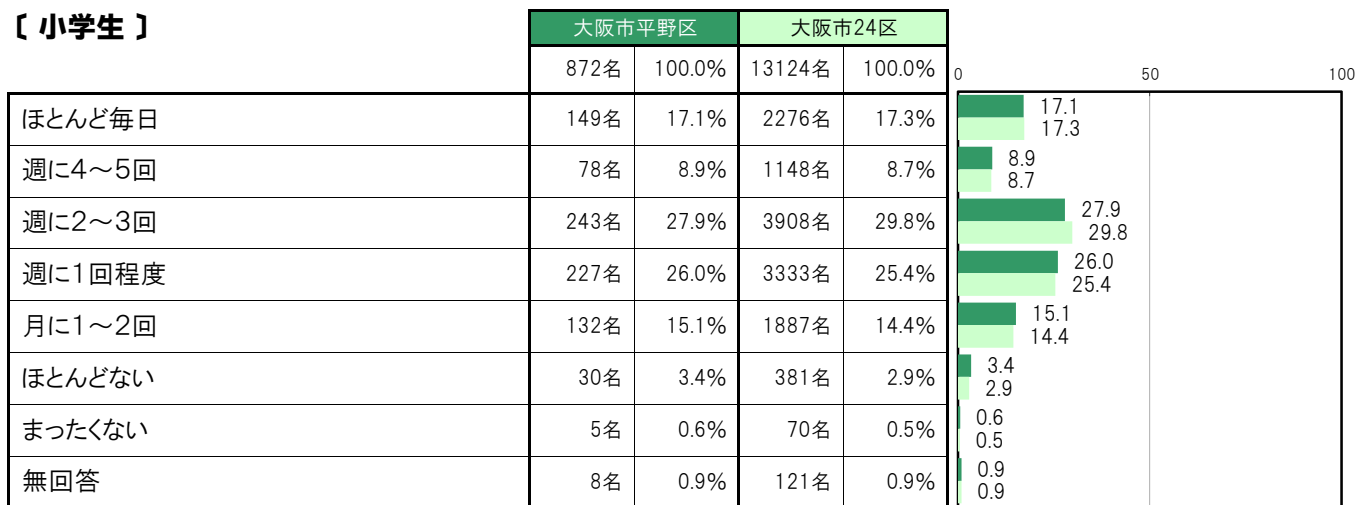 〔 小学生 〕
大阪市平野区 大阪市24区
872名 100.0% 13124名 100.0% 0 50 100
ほとんど毎日 149名 17.1% 2276名 17.3% 17.1
17.3
週に4～5回 78名 8.9% 1148名 8.7% 8.9
8.7
週に2～3回 243名 27.9% 3908名 29.8% 27.9
29.8
週に1回程度 227名 26.0% 3333名 25.4% 26.0
25.4
月に1～2回 132名 15.1% 1887名 14.4% 15.1
14.4
ほとんどない 30名 3.4% 381名 2.9% 3.4
2.9
まったくない 5名 0.6% 70名 0.5% 0.6
0.5
無回答 8名 0.9% 121名 0.9% 0.9
0.9